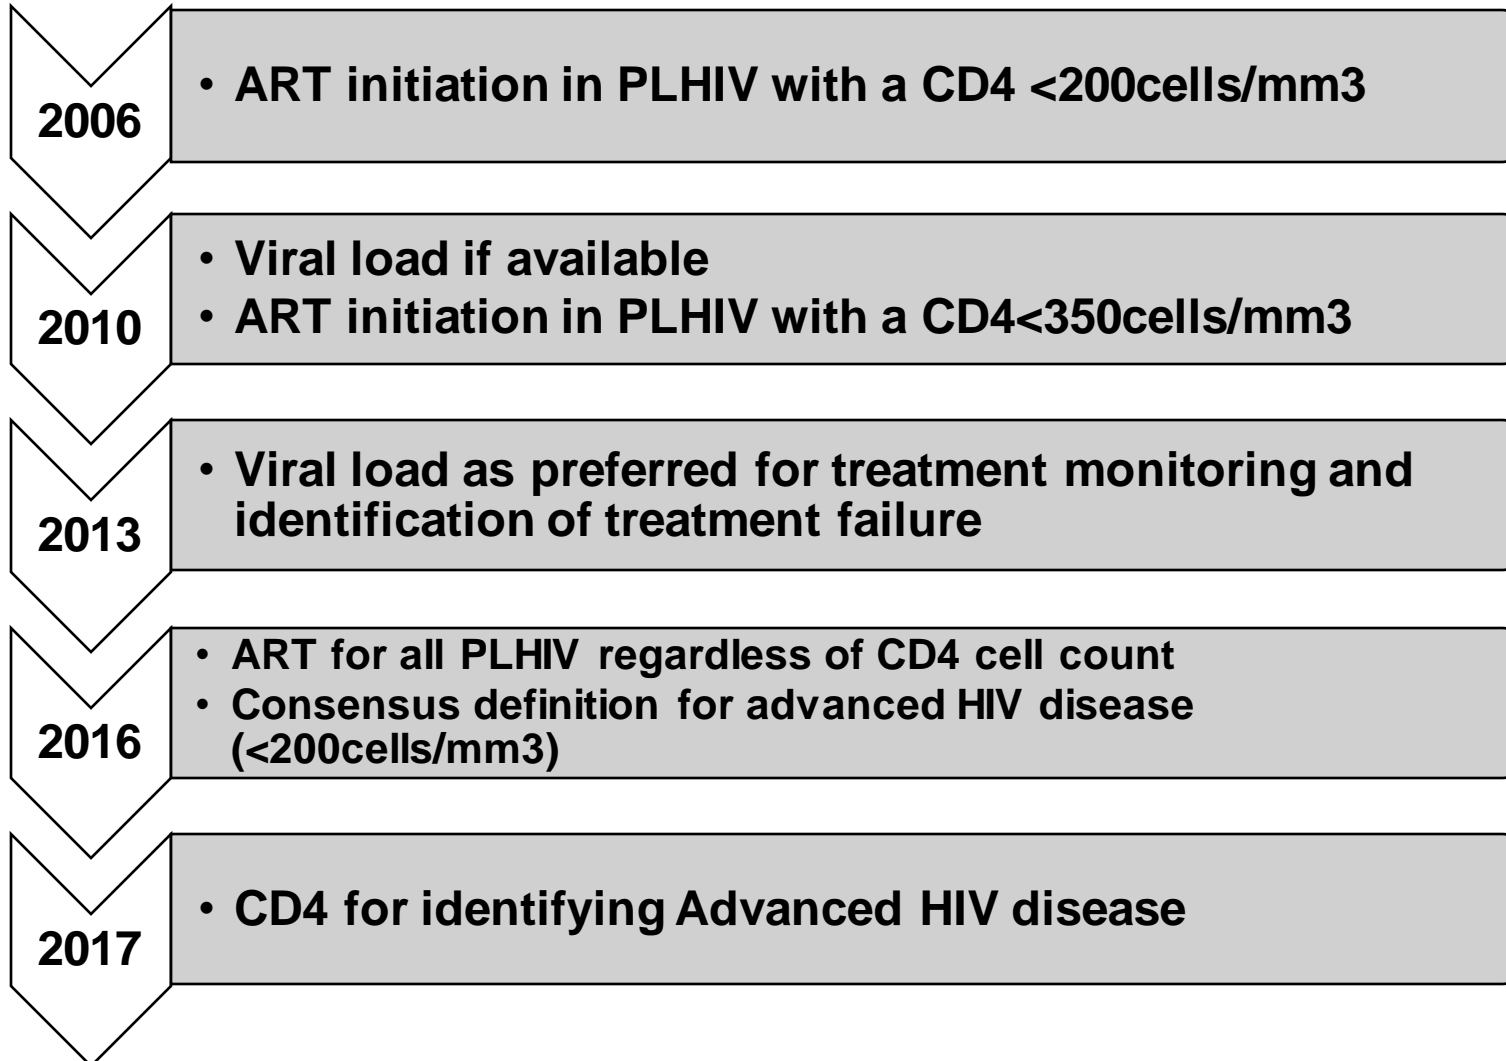 2006
• ART initiation in PLHIV with a CD4 <200cells/mm3
2010
• Viral load if available
• ART initiation in PLHIV with a CD4<350cells/mm3
2013
• Viral load as preferred for treatment monitoring and
identification of treatment failure
2016
• ART for all PLHIV regardless of CD4 cell count
• Consensus definition for advanced HIV disease
(<200cells/mm3)
2017
• CD4 for identifying Advanced HIV disease